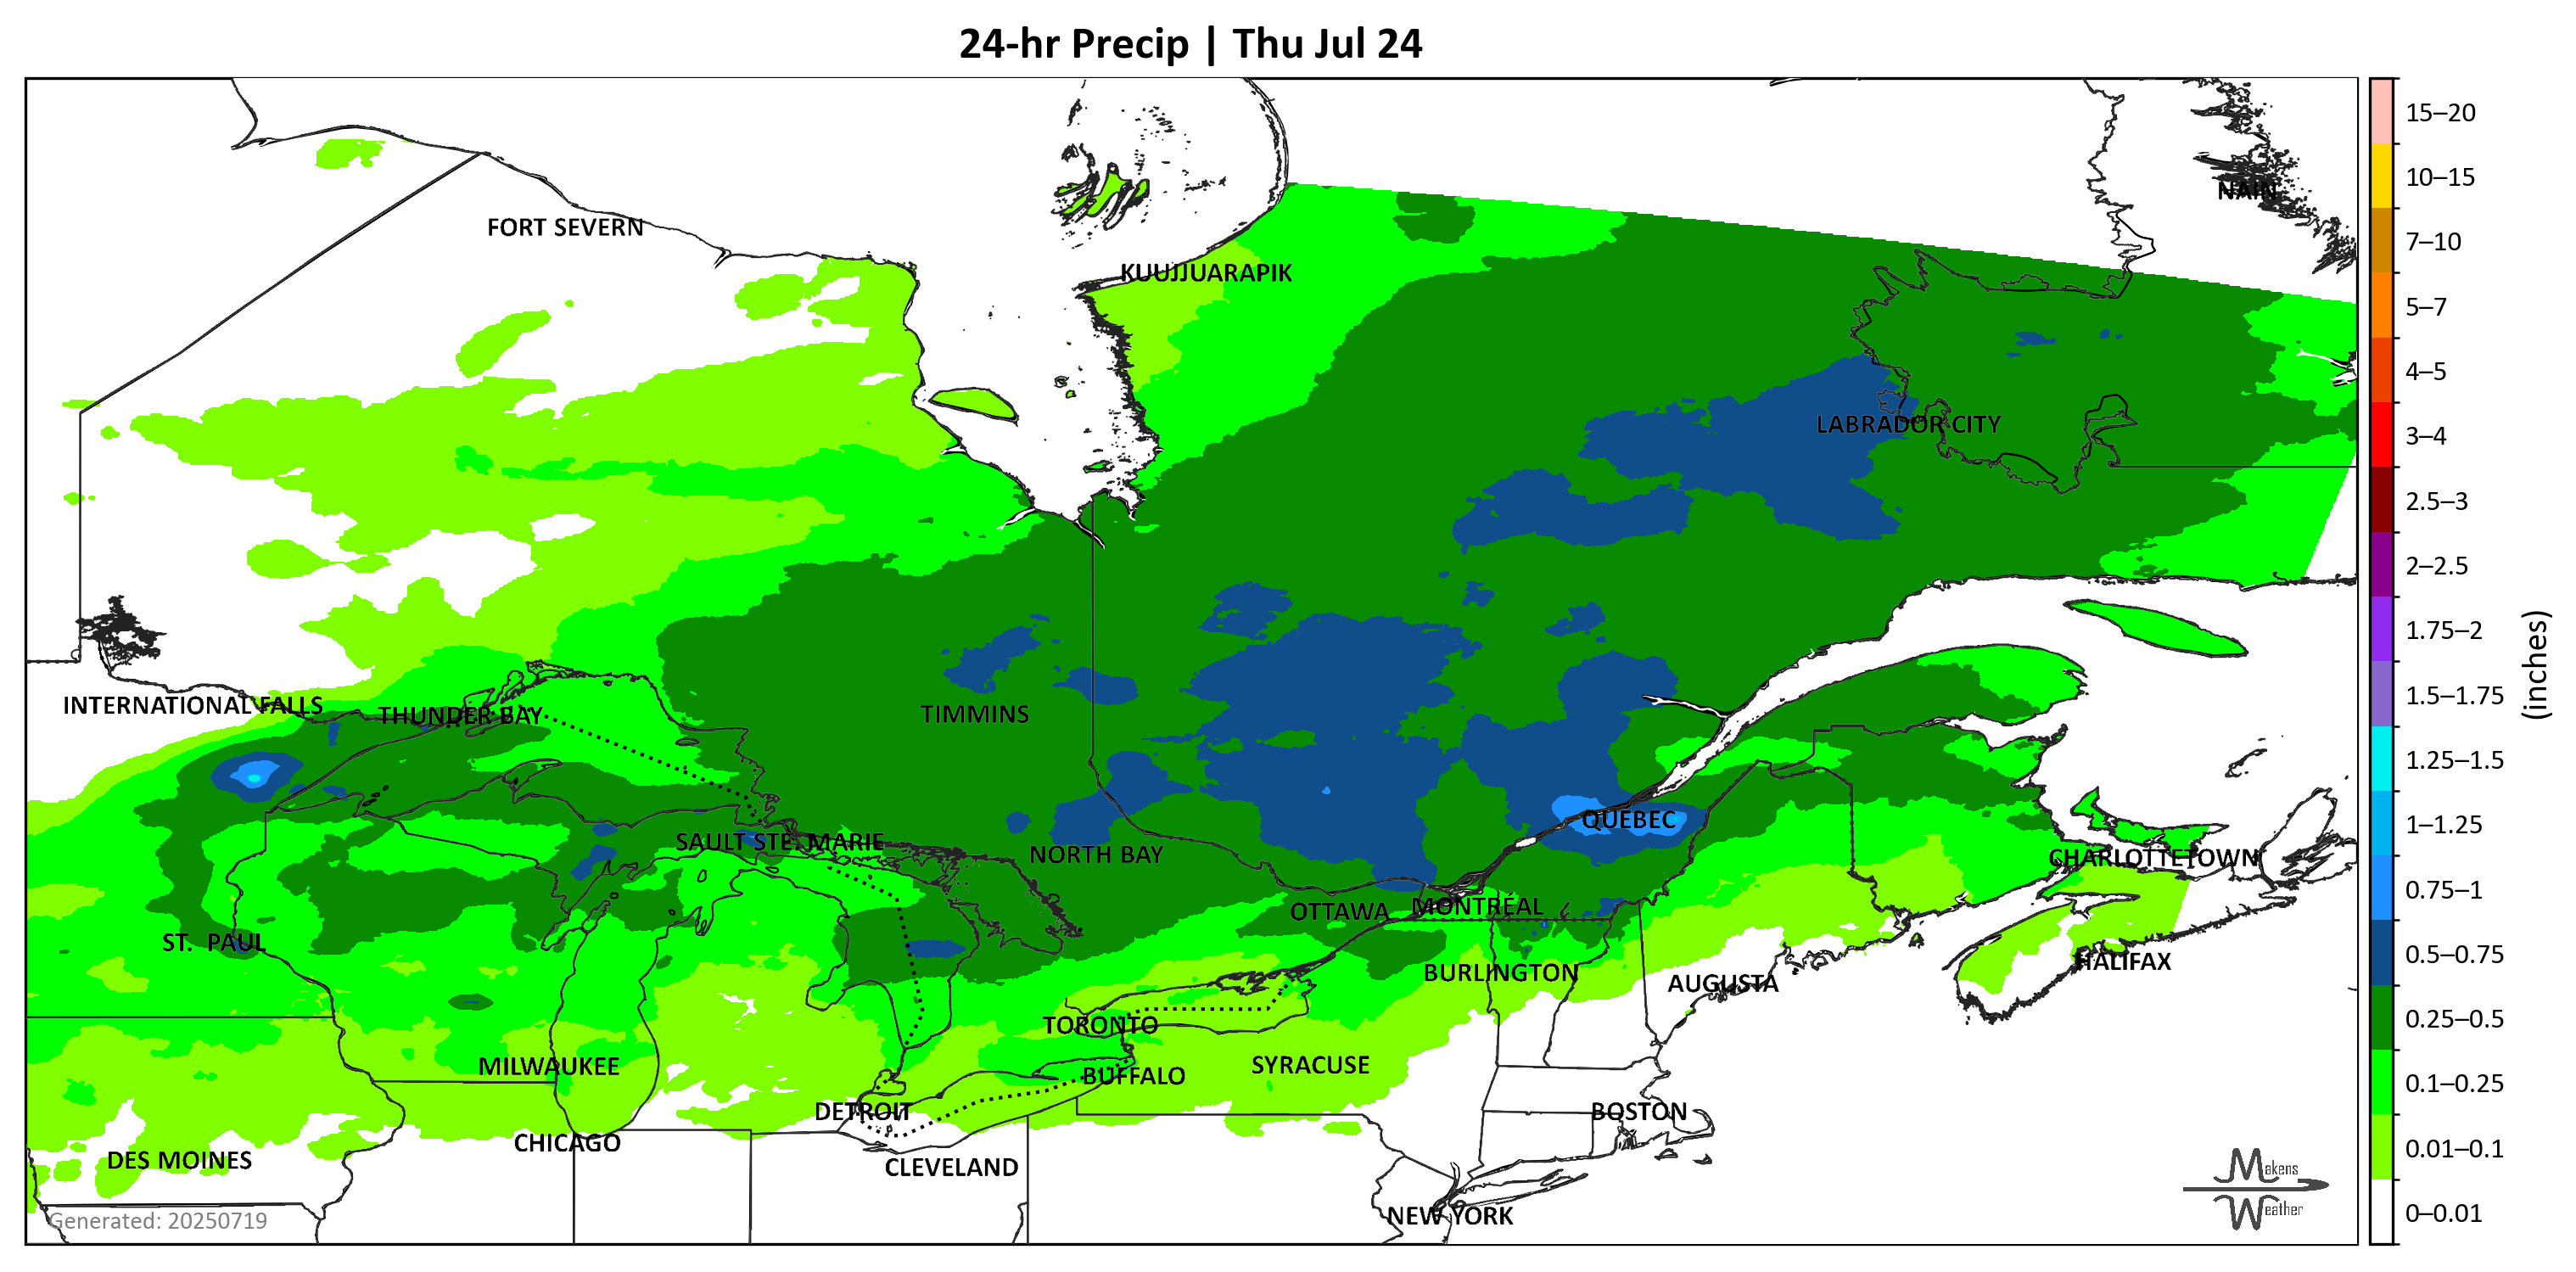 24-hr Precip | Thu Jul 24
NAIN
FORT SEVERN
KUUJJUARAPIK
LABRADOR CITY
INTERNATIONAL FALLS
THUNDER BAY
TIMMINS
QUEBEC
SAULT STE. MARIE
NORTH BAY
CHARLOTTETOWN
OTTAWA
MONTREAL
ST. PAUL
HALIFAX
BURLINGTON
AUGUSTA
TORONTO
MILWAUKEE
SYRACUSE
BUFFALO
DETROIT
BOSTON
CHICAGO
DES MOINES
CLEVELAND
NEW YORK
Generated: 20250719
Makens
Weather
15–20
10–15
7–10
5–7
4–5
3–4
2.5–3
2–2.5
1.75–2
1.5–1.75
1.25–1.5
1–1.25
0.75–1
0.5–0.75
0.25–0.5
0.1–0.25
0.01–0.1
0–0.01
(inches)